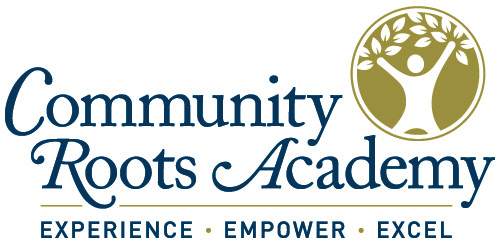 Community
Roots Academy
EXPERIENCE • EMPOWER • EXCEL